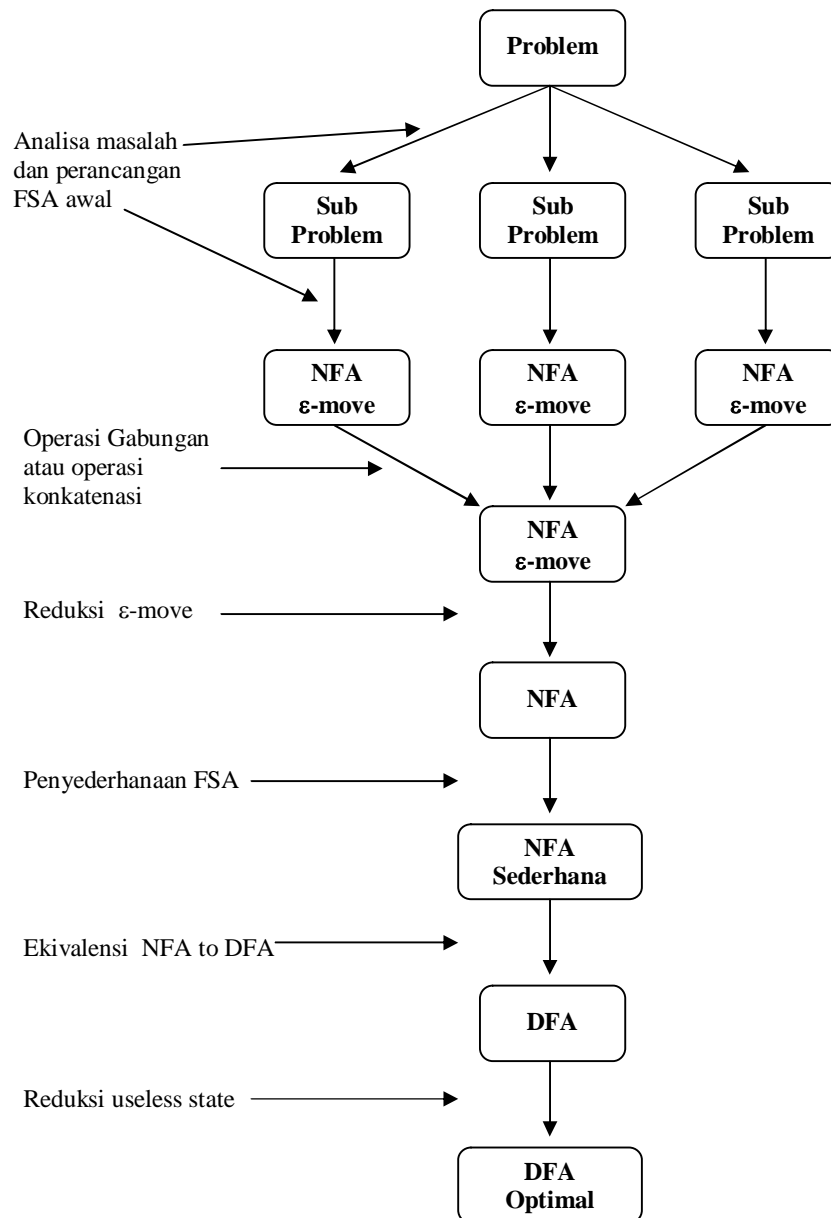 Problem
Analisa masalah
dan perancangan
FSA awal
Sub
Problem
Sub
Problem
Sub
Problem
NFA
ε-move
NFA
ε-move
NFA
ε-move
Operasi Gabungan
atau operasi
konkatenasi
NFA
ε-move
Reduksi ε-move
NFA
Penyederhanaan FSA
NFA
Sederhana
Ekivalensi NFA to DFA
DFA
Reduksi useless state
DFA
Optimal